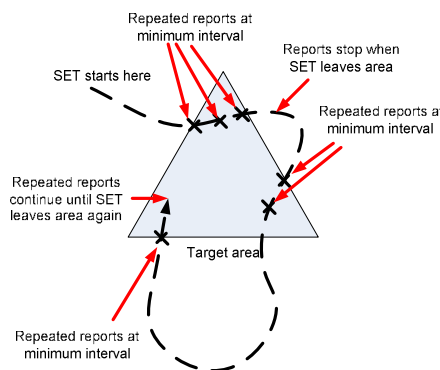 Repeated reports at
minimum interval
SET starts here
Reports stop when
SET leaves area
Repeated reports at
minimum interval
Repeated reports
continue until SET
leaves area again
Target area
Repeated reports at
minimum interval